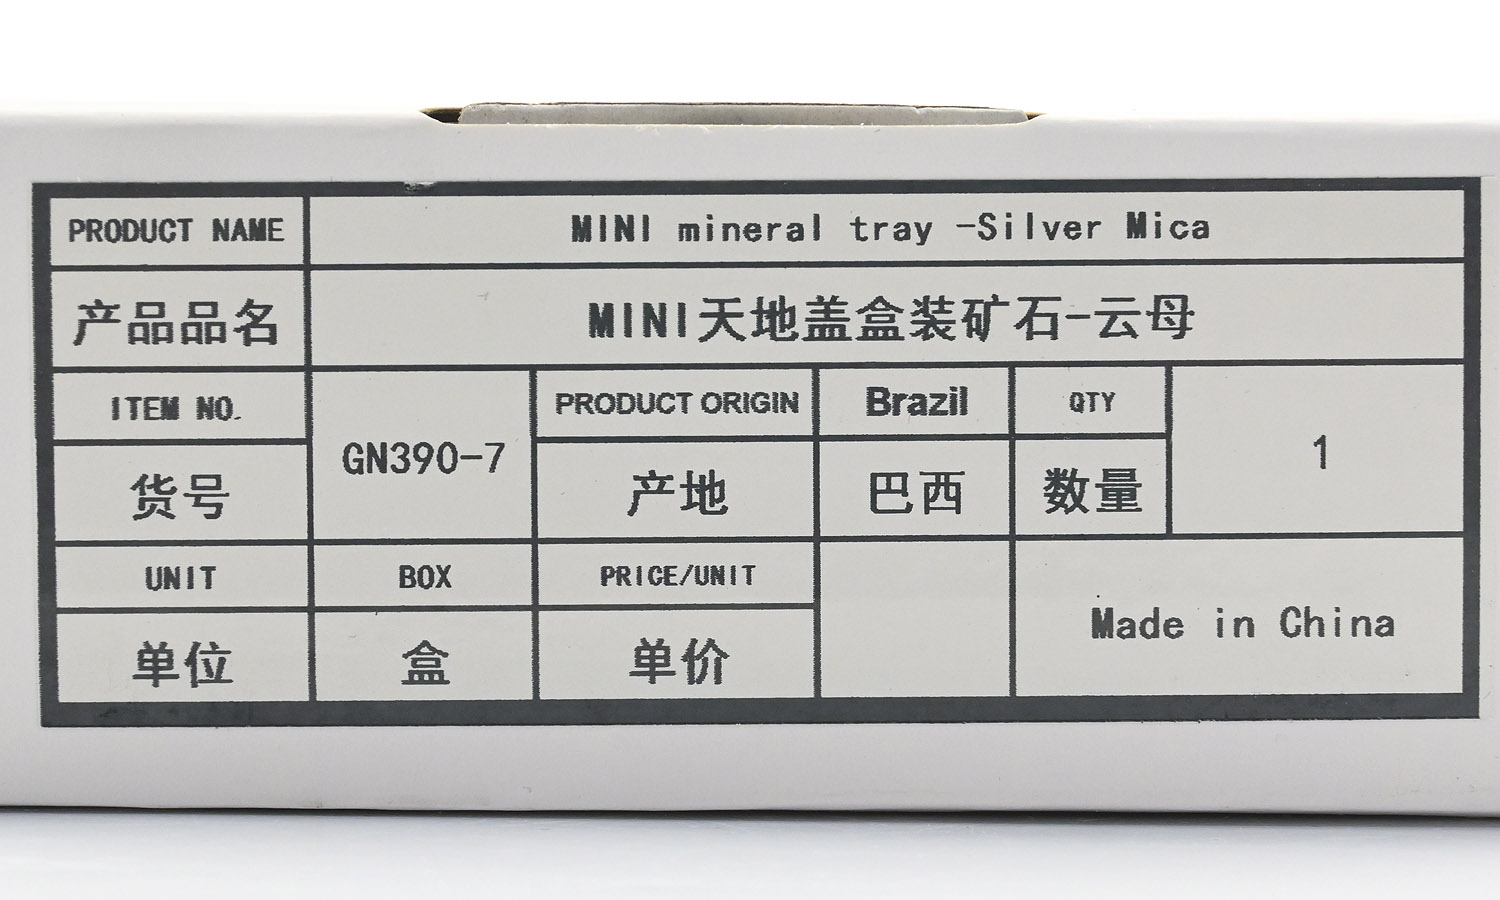 PRODUCT NAME
MINI mineral tray -Silver Mica
产品品名
MINI天地盖盒装矿石-云母
ITEM NO.
货号
GN390-7
PRODUCT ORIGIN
产地
Brazil
巴西
QTY
数量
1
UNIT
单位
BOX
盒
PRICE/UNIT
单价
Made in China